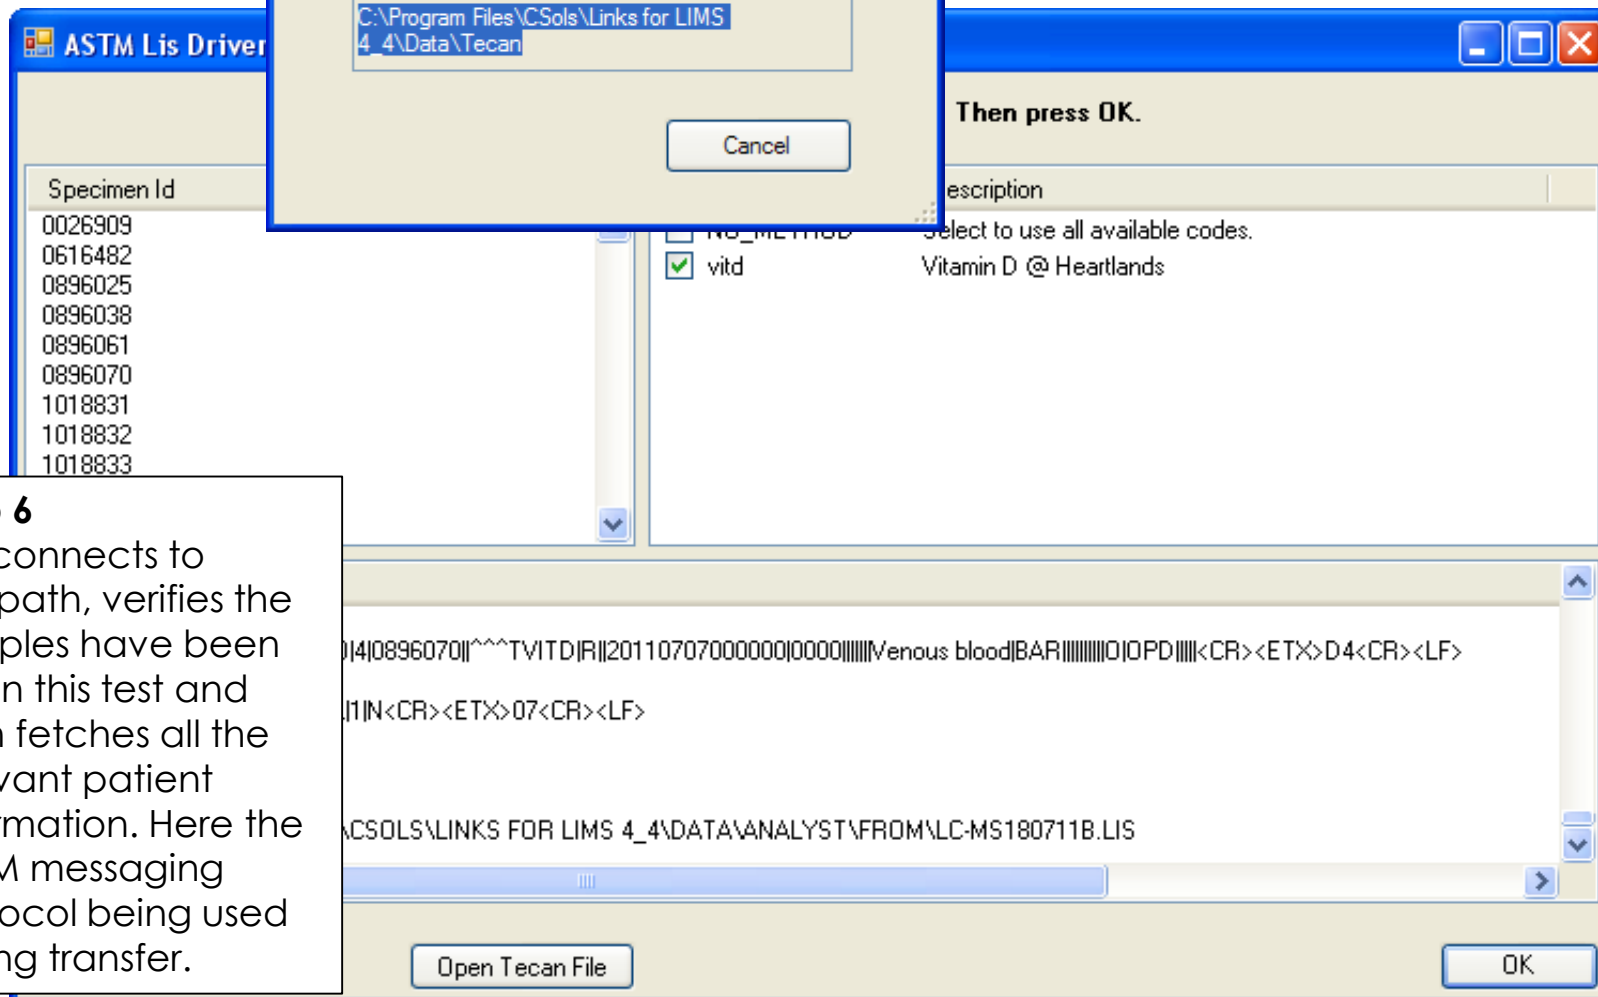 C:\Program Files\CSols\Links for LIMS
4_4\Data\Tecan
ASTM Lis Driver
Then press OK.
Cancel
Specimen Id
escription
0026909
0616482
0896025
0896038
0896061
0896070
1018831
1018832
1018833
NO_METHOD Select to use all available codes.
vitd Vitamin D @ Heartlands
6
connects to
path, verifies the
ples have been
n this test and
n fetches all the
vant patient
rmation. Here the
M messaging
ocol being used
ng transfer.
|4|0896070||^^^TVITD|R||20110707000000|0000||||||Venous blood|BAR||||||||||O|OPD|||||<CR><ETX>D4<CR><LF>
|1|N<CR><ETX>07<CR><LF>
\CSOLS\LINKS FOR LIMS 4_4\DATA\ANALYST\FROM\LC-MS180711B.LIS
Open Tecan File
OK